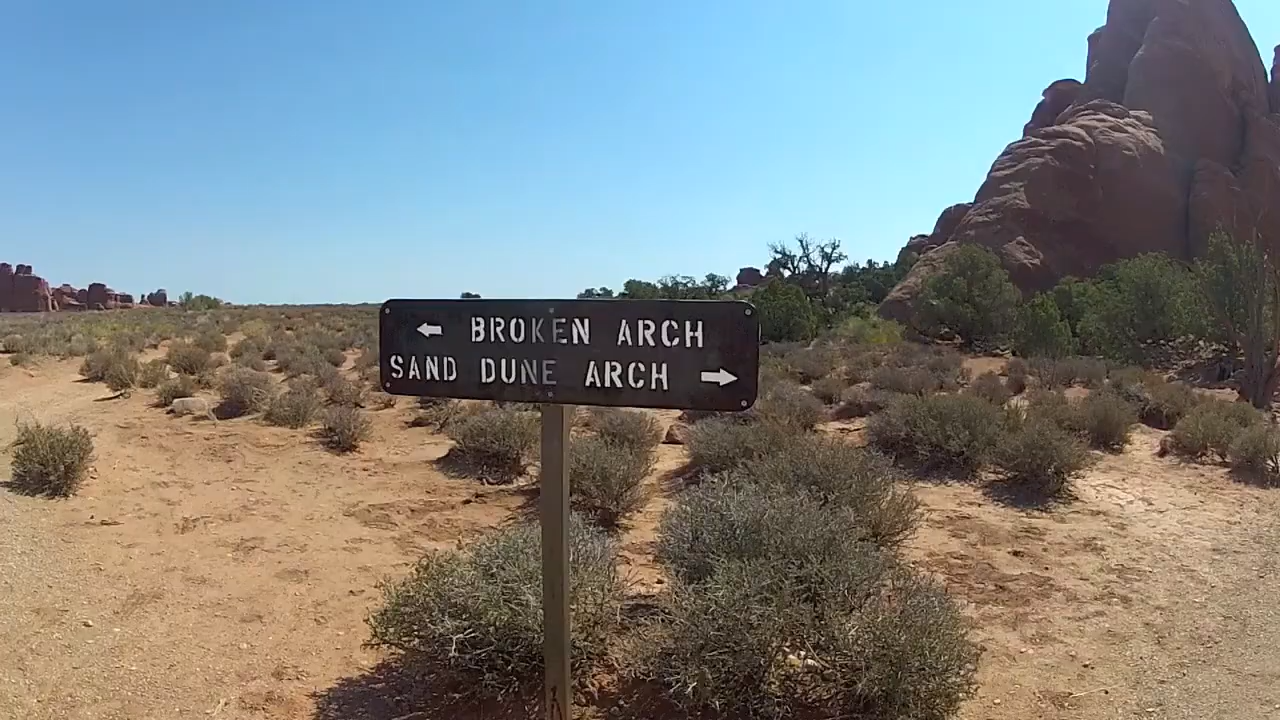 ← BROKEN ARCH
SAND DUNE ARCH →